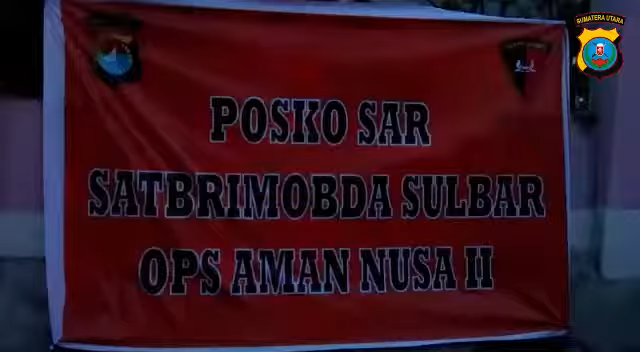 SUMATERA UTARA
POSKO SAR
SATBRIMOBDA SULBAR
OPS AMAN NUSA II